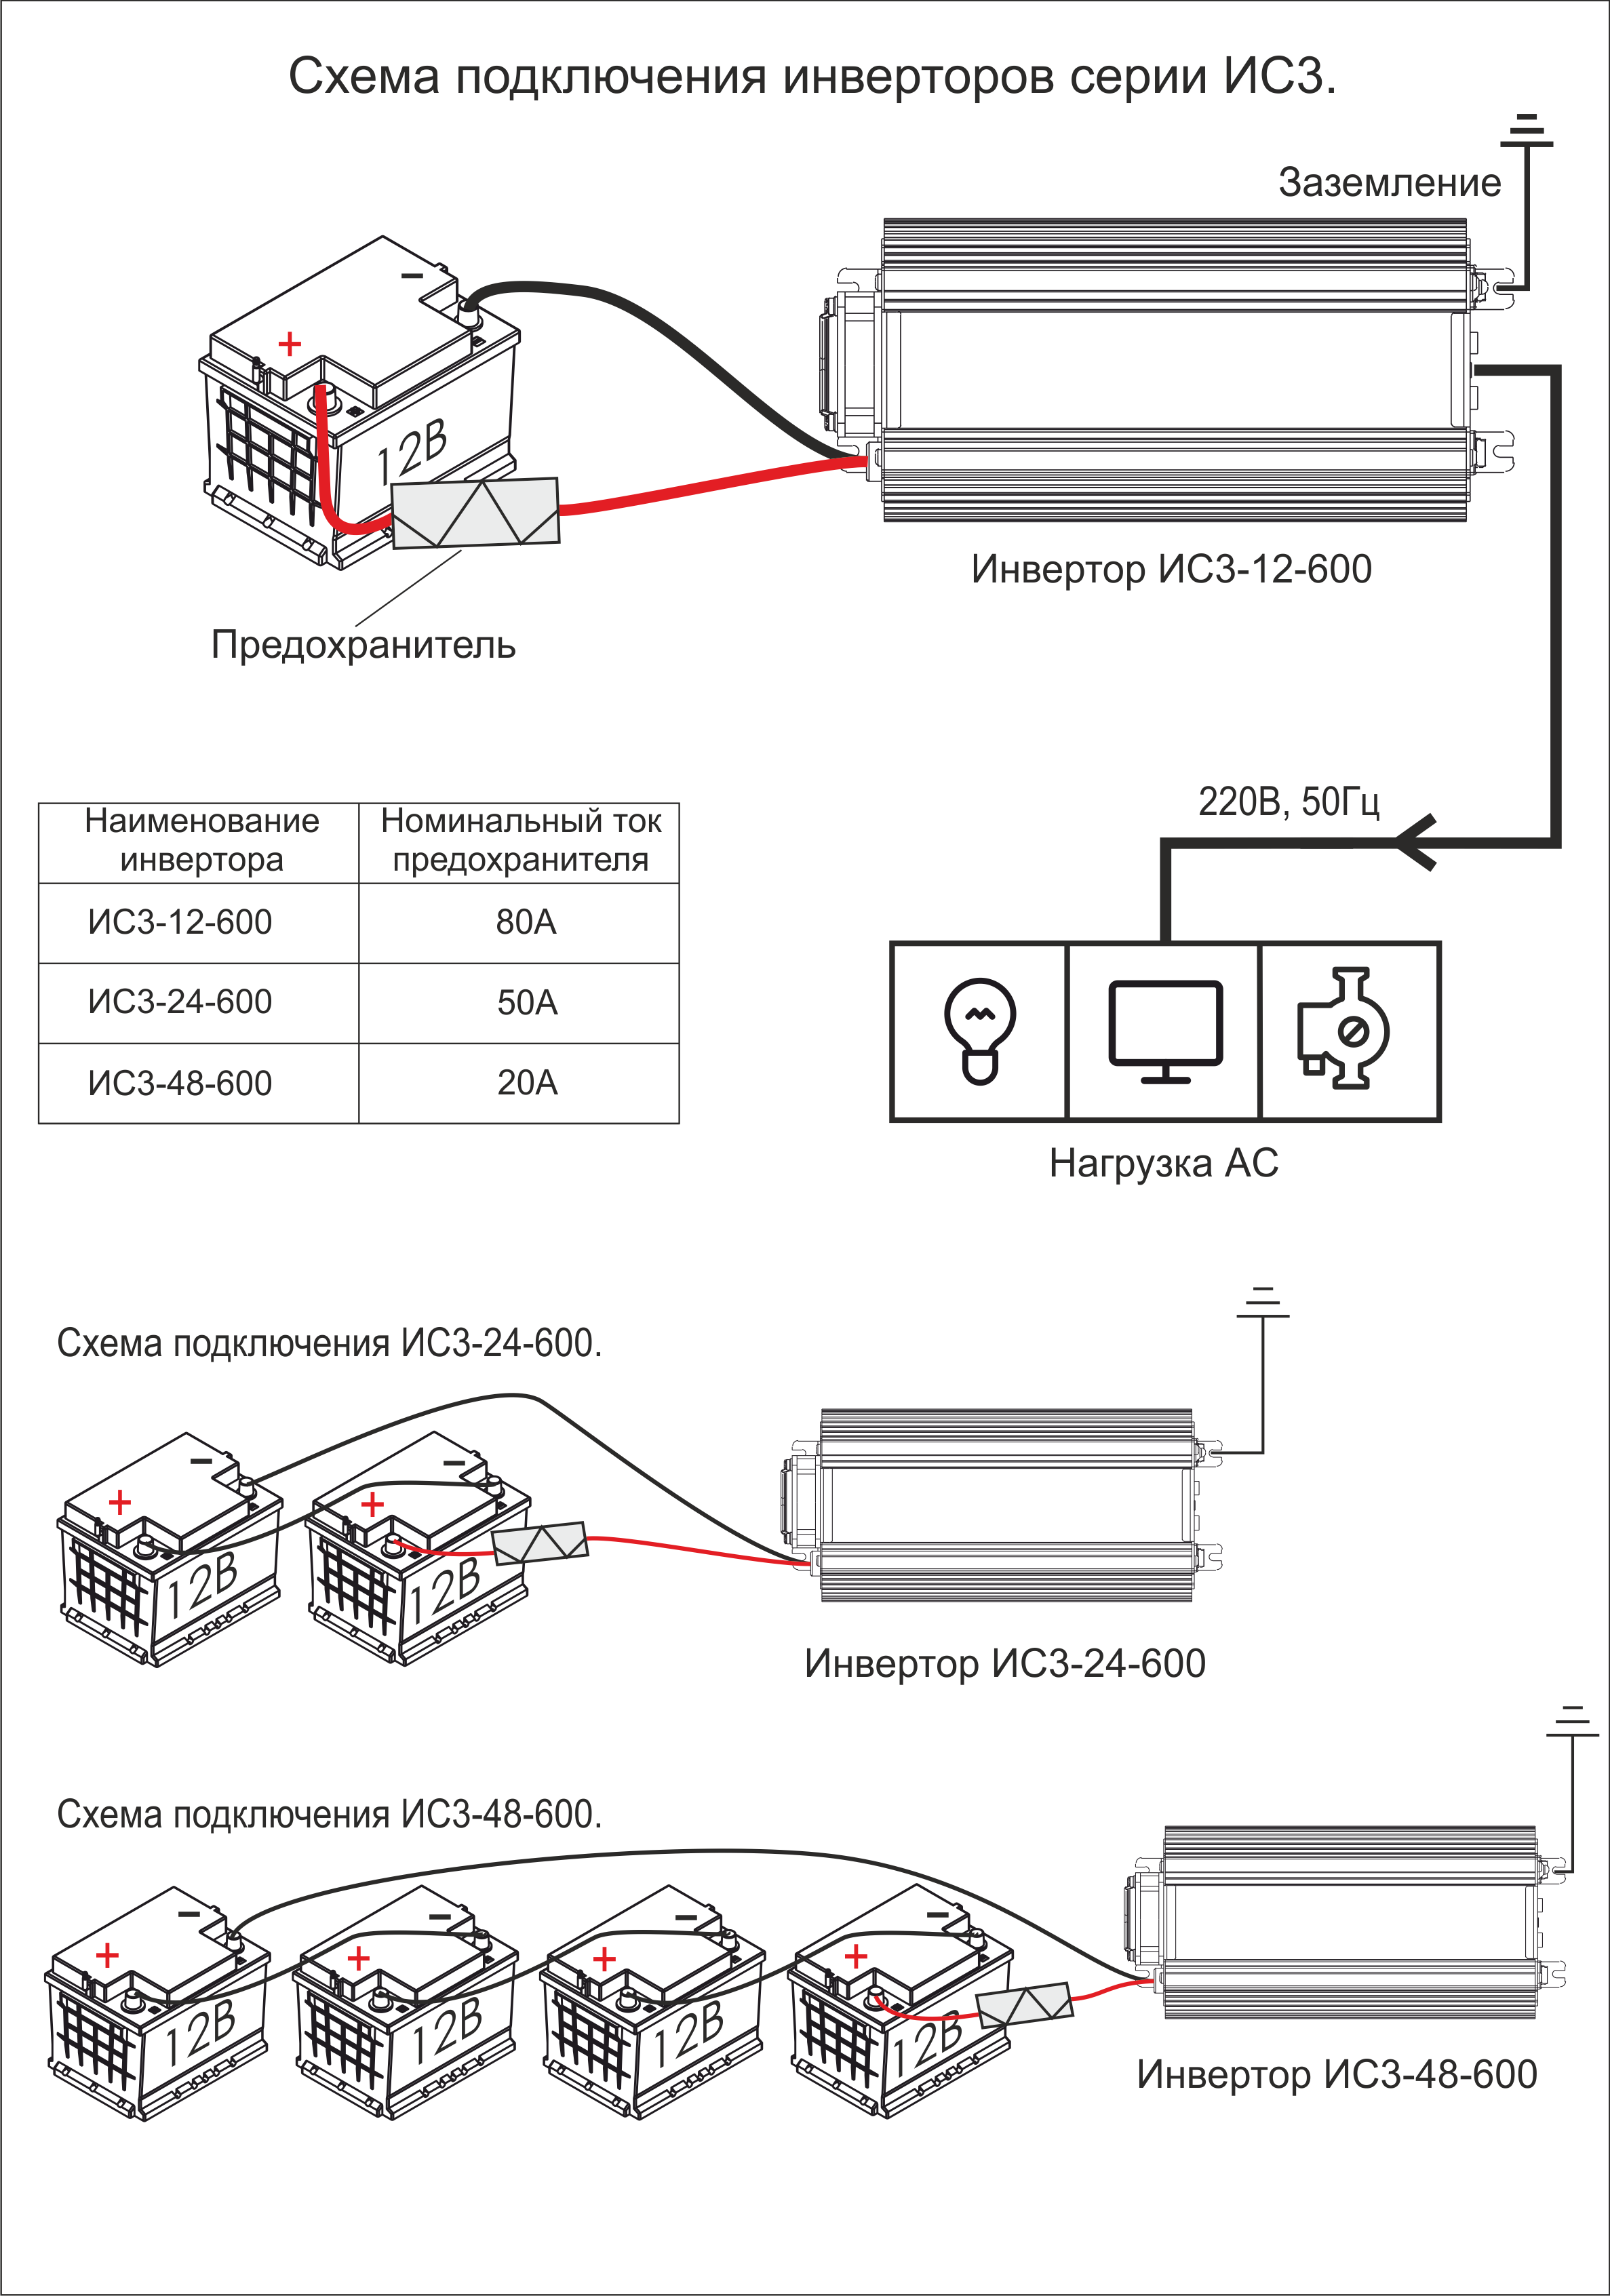 Схема подключения инверторов серии ИС3.
Заземление
−
+
12В
Инвертор ИС3-12-600
Предохранитель
220В, 50Гц
Наименование инвертора
Номинальный ток предохранителя
ИС3-12-600
80А
ИС3-24-600
50А
ИС3-48-600
20А
Нагрузка АС
Схема подключения ИС3-24-600.
−
+
12В
−
+
12В
Инвертор ИС3-24-600
Схема подключения ИС3-48-600.
−
+
12В
−
+
12В
−
+
12В
−
+
12В
Инвертор ИС3-48-600